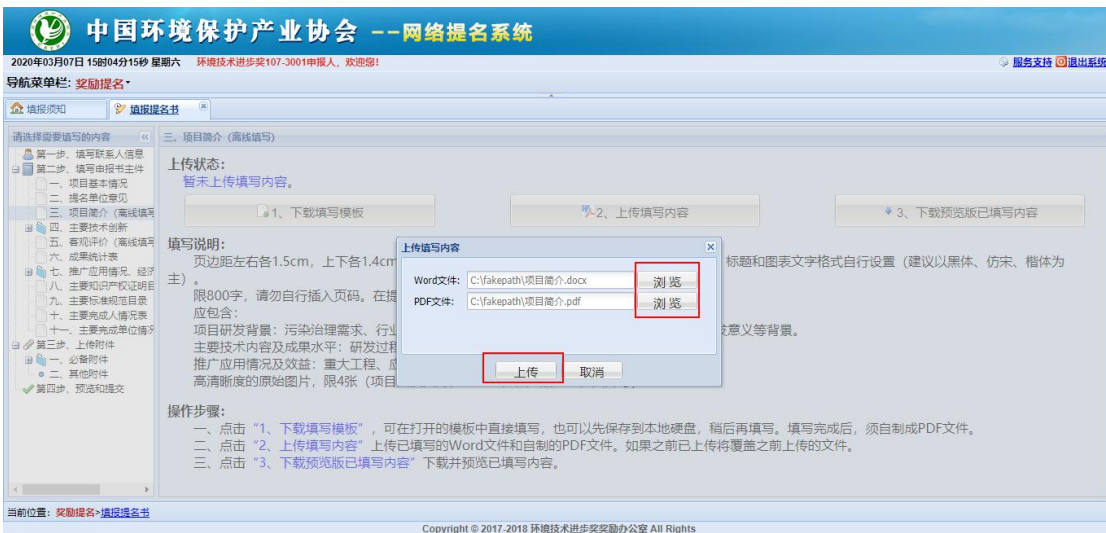 中国环境保护产业协会 --网络提名系统
2020年03月07日 15时04分15秒 星期六 环境技术进步奖107-3001申报人，欢迎您! 服务支持 退出系统
导航菜单栏: 奖励提名
填报须知 填报提名书
请选择需要填写的内容 三、项目简介（离线填写）
第一步、填写联系人信息
第二步、填写申报书主件
一、项目基本情况
二、提名单位意见
三、项目简介（离线填写
四、主要技术创新
五、客观评价（离线填写
六、成果统计表
七、推广应用情况、经济
八、主要知识产权证明目
九、主要标准规范目录
十、主要完成人情况表
十一、主要完成单位情况
第三步、上传附件
一、必备附件
二、其他附件
第四步、预览和提交
上传状态:
暂未上传填写内容。
1、下载填写模板 2、上传填写内容 3、下载预览版已填写内容
填写说明:
页边距左右各1.5cm，上下各1.4cm 标题和图表文字格式自行设置（建议以黑体、仿宋、楷体为
主）。
限800字，请勿自行插入页码。在提
应包含:
项目研发背景: 污染治理需求、行业 发意义等背景。
主要技术内容及成果水平: 研发过程
推广应用情况及效益: 重大工程、应
高清晰度的原始图片，限4张（项目
上传填写内容
Word文件: C:\fakepath\项目简介.docx 浏览
PDF文件: C:\fakepath\项目简介.pdf 浏览
上传 取消
操作步骤:
一、点击“1、下载填写模板”，可在打开的模板中直接填写，也可以先保存到本地硬盘，稍后再填写。填写完成后，须自制成PDF文件。
二、点击“2、上传填写内容”上传已填写的Word文件和自制的PDF文件。如果之前已上传将覆盖之前上传的文件。
三、点击“3、下载预览版已填写内容”下载并预览已填写内容。
当前位置: 奖励提名>填报提名书
Copyright © 2017-2018 环境技术进步奖奖励办公室 All Rights